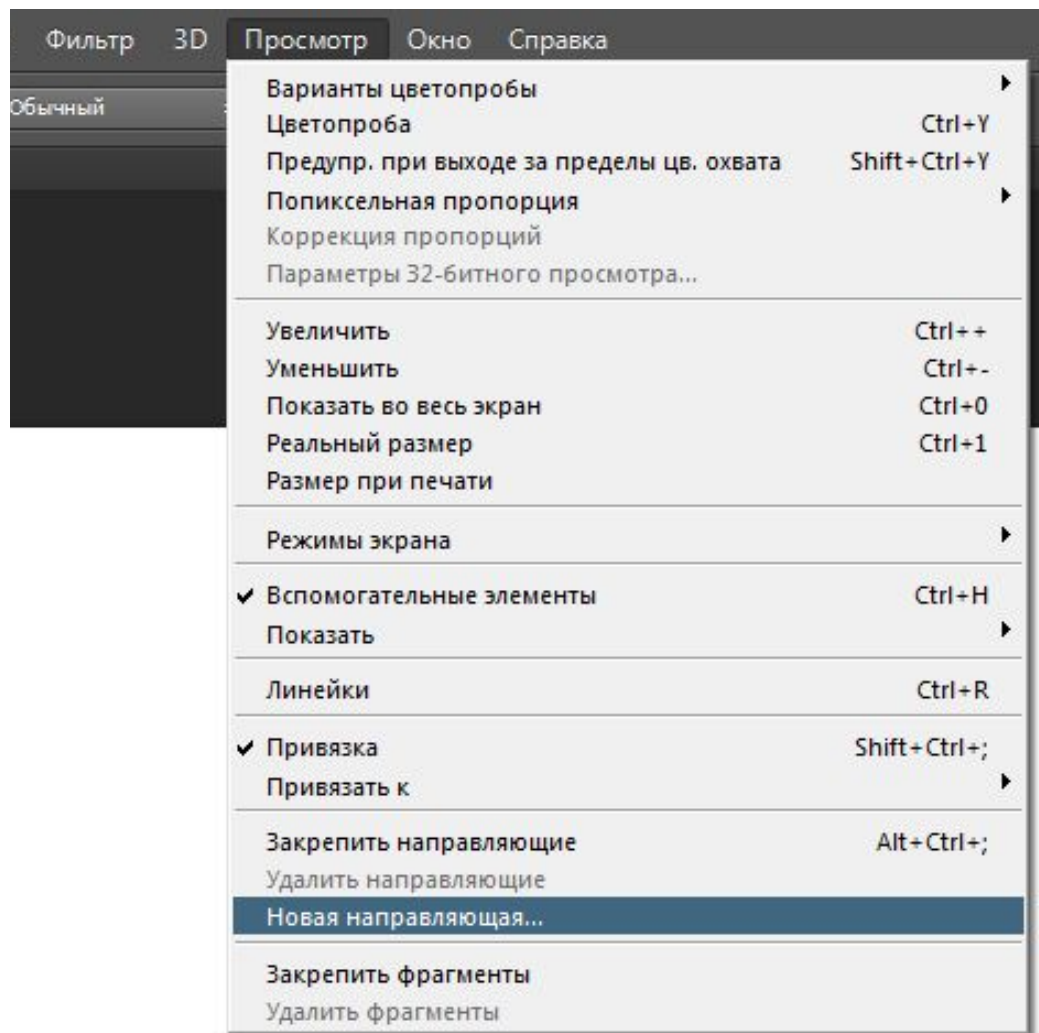 Фильтр 3D Просмотр Окно Справка
Обычный
Варианты цветопробы
Цветопроба Ctrl+Y
Предупр. при выходе за пределы цв. охвата Shift+Ctrl+Y
Попиксельная пропорция
Коррекция пропорций
Параметры 32-битного просмотра...
Увеличить Ctrl++
Уменьшить Ctrl+-
Показать во весь экран Ctrl+0
Реальный размер Ctrl+1
Размер при печати
Режимы экрана
Вспомогательные элементы Ctrl+H
Показать
Линейки Ctrl+R
Привязка Shift+Ctrl+;
Привязать к
Закрепить направляющие Alt+Ctrl+;
Удалить направляющие
Новая направляющая...
Закрепить фрагменты
Удалить фрагменты